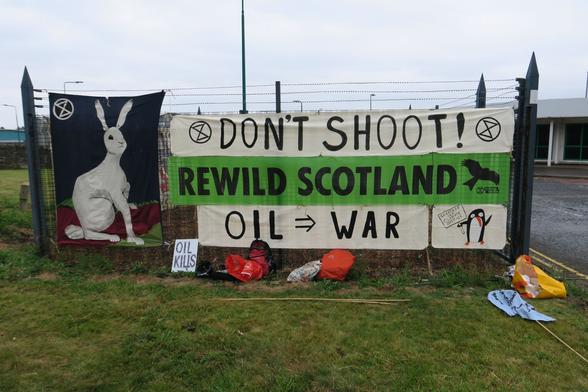 DON'T SHOOT!
REWILD SCOTLAND
OIL ⇒ WAR
OIL
KILLS